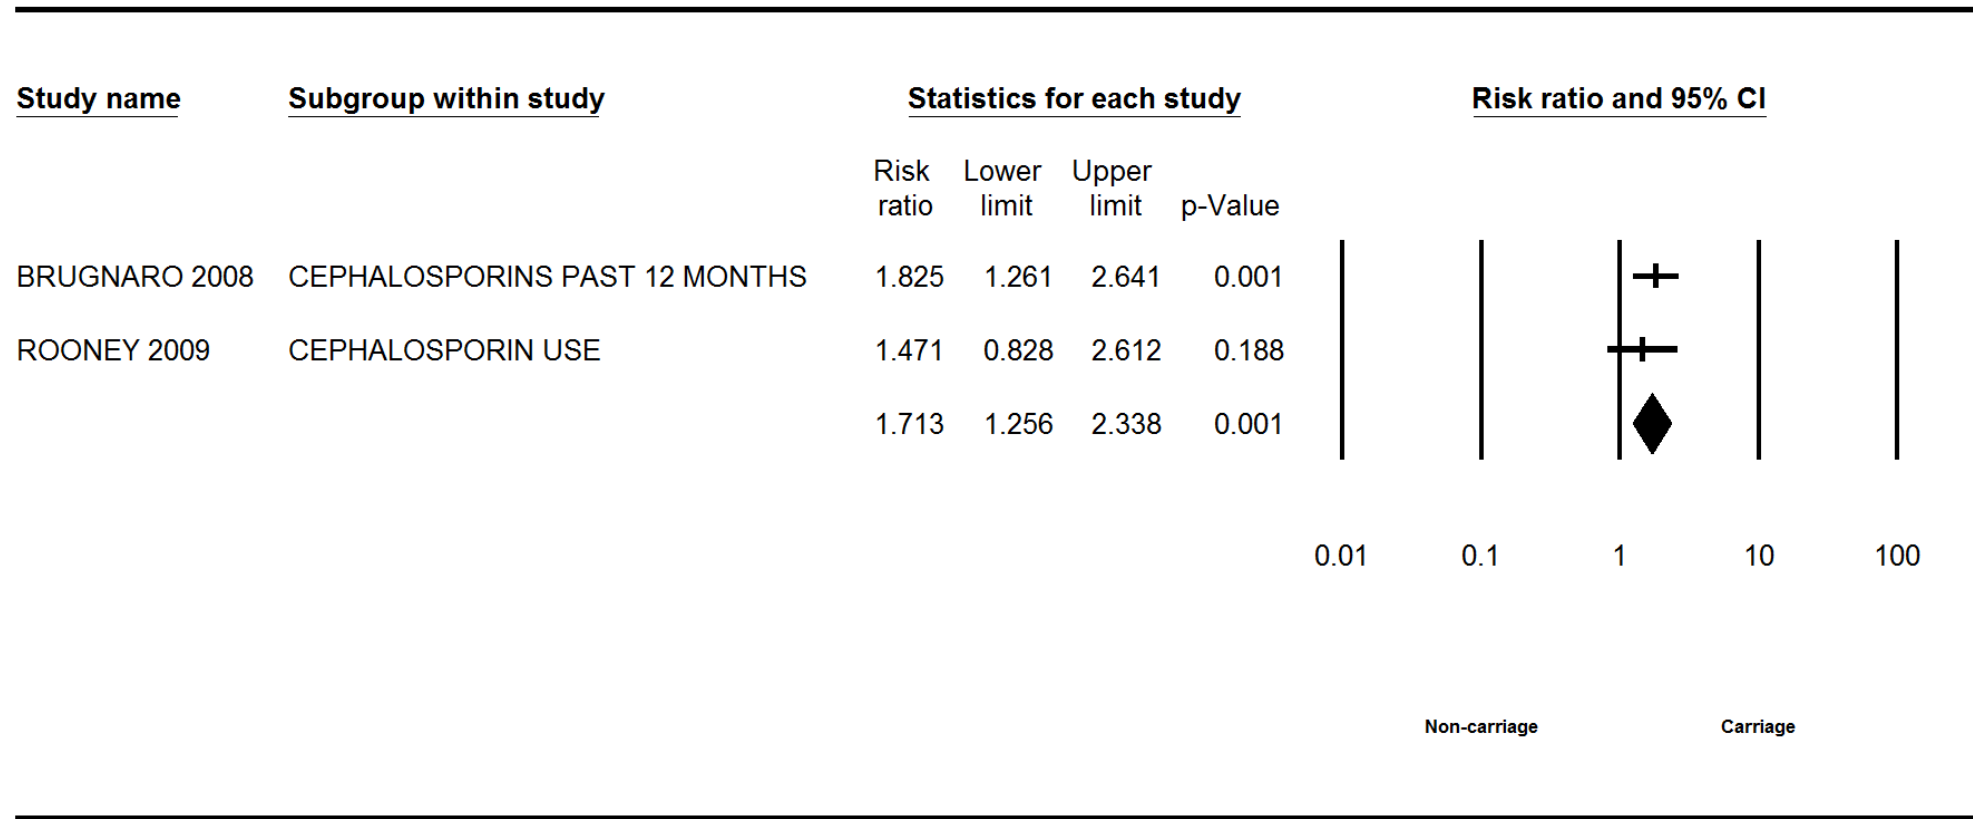 Study name Subgroup within study Statistics for each study Risk ratio and 95% CI
Risk Lower Upper
ratio limit limit p-Value
BRUGNARO 2008 CEPHALOSPORINS PAST 12 MONTHS 1.825 1.261 2.641 0.001
ROONEY 2009 CEPHALOSPORIN USE 1.471 0.828 2.612 0.188
1.713 1.256 2.338 0.001
0.01 0.1 1 10 100
Non-carriage Carriage